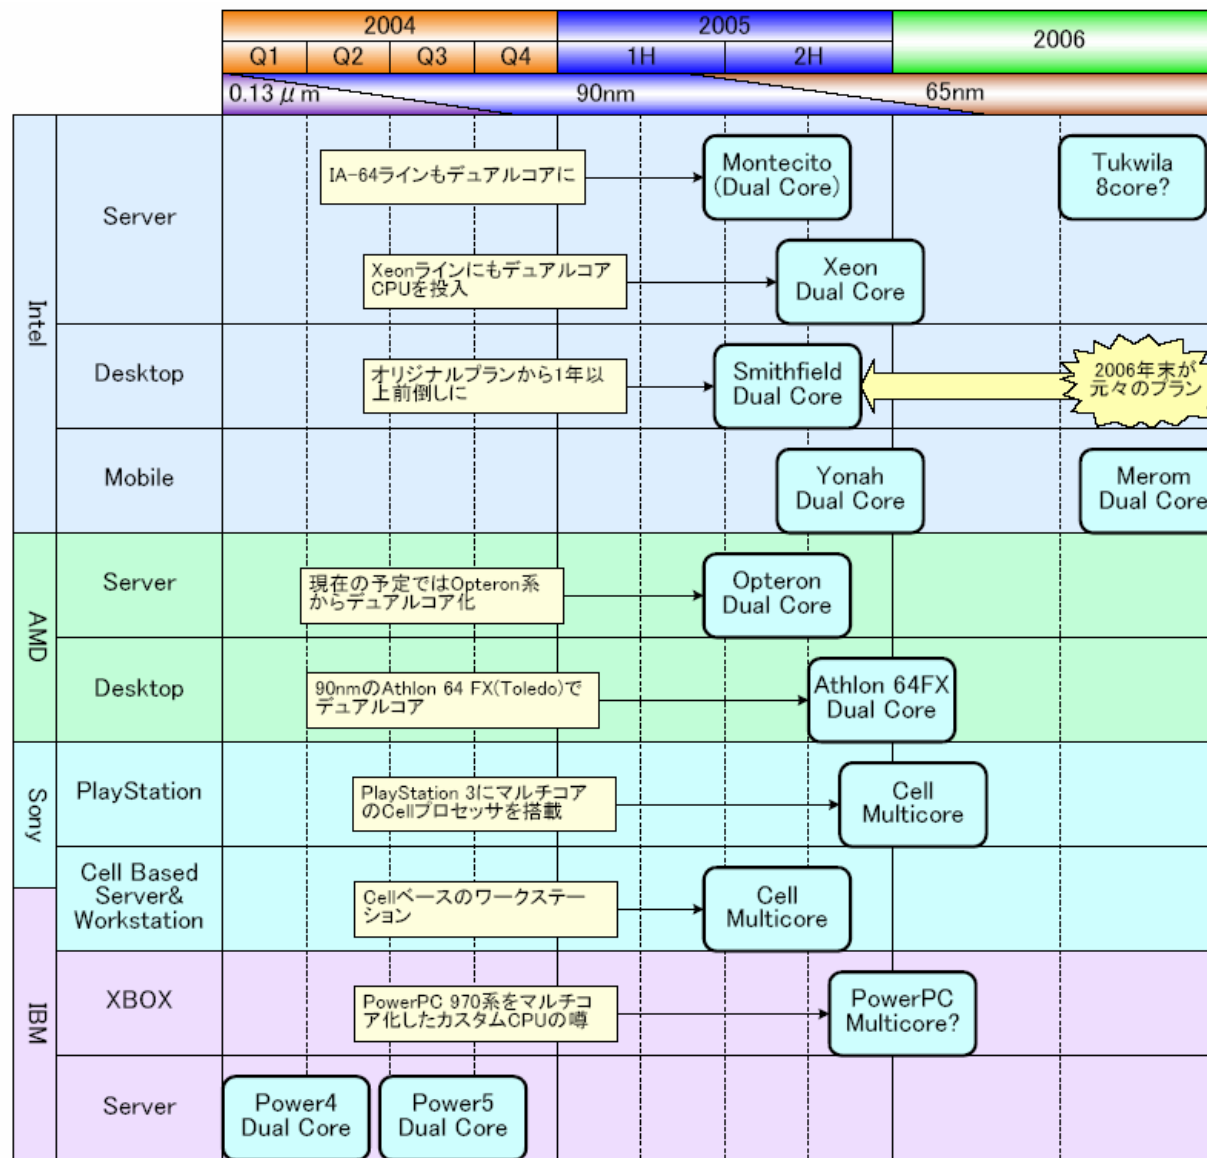 2004
2005
2006
Q1
Q2
Q3
Q4
1H
2H
0.13μm
90nm
65nm
Intel
Server
IA-64ラインもデュアルコアに
Montecito
(Dual Core)
Tukwila
8core?
Xeonラインにもデュアルコア
CPUを投入
Xeon
Dual Core
Desktop
オリジナルプランから1年以
上前倒しに
Smithfield
Dual Core
2006年末が
元々のプラン
Mobile
Yonah
Dual Core
Merom
Dual Core
AMD
Server
現在の予定ではOpteron系
からデュアルコア化
Opteron
Dual Core
Desktop
90nmのAthlon 64 FX(Toledo)で
デュアルコア
Athlon 64FX
Dual Core
Sony
PlayStation
PlayStation 3にマルチコア
のCellプロセッサを搭載
Cell
Multicore
Cell Based
Server&
Workstation
Cellベースのワークステー
ション
Cell
Multicore
IBM
XBOX
PowerPC 970系をマルチコ
ア化したカスタムCPUの噂
PowerPC
Multicore?
Server
Power4
Dual Core
Power5
Dual Core